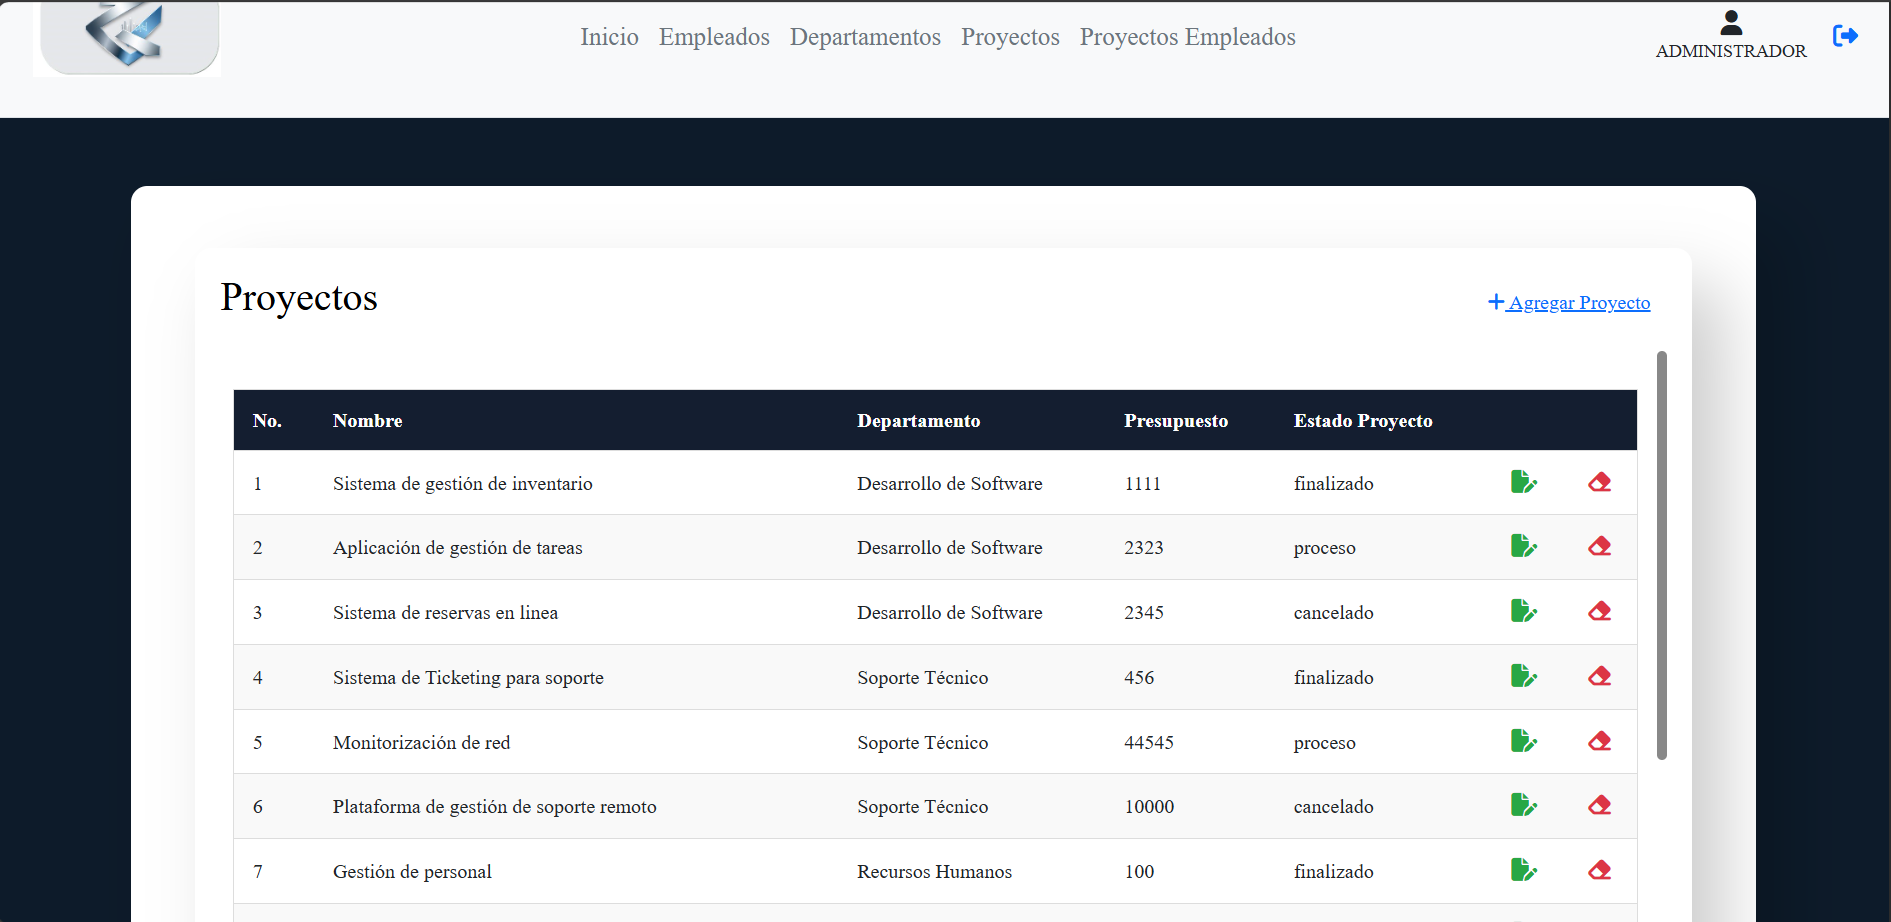 Inicio Empleados Departamentos Proyectos Proyectos Empleados
ADMINISTRADOR
Proyectos
Agregar Proyecto
No. Nombre Departamento Presupuesto Estado Proyecto
1 Sistema de gestión de inventario Desarrollo de Software 1111 finalizado
2 Aplicación de gestión de tareas Desarrollo de Software 2323 proceso
3 Sistema de reservas en linea Desarrollo de Software 2345 cancelado
4 Sistema de Ticketing para soporte Soporte Técnico 456 finalizado
5 Monitorización de red Soporte Técnico 44545 proceso
6 Plataforma de gestión de soporte remoto Soporte Técnico 10000 cancelado
7 Gestión de personal Recursos Humanos 100 finalizado